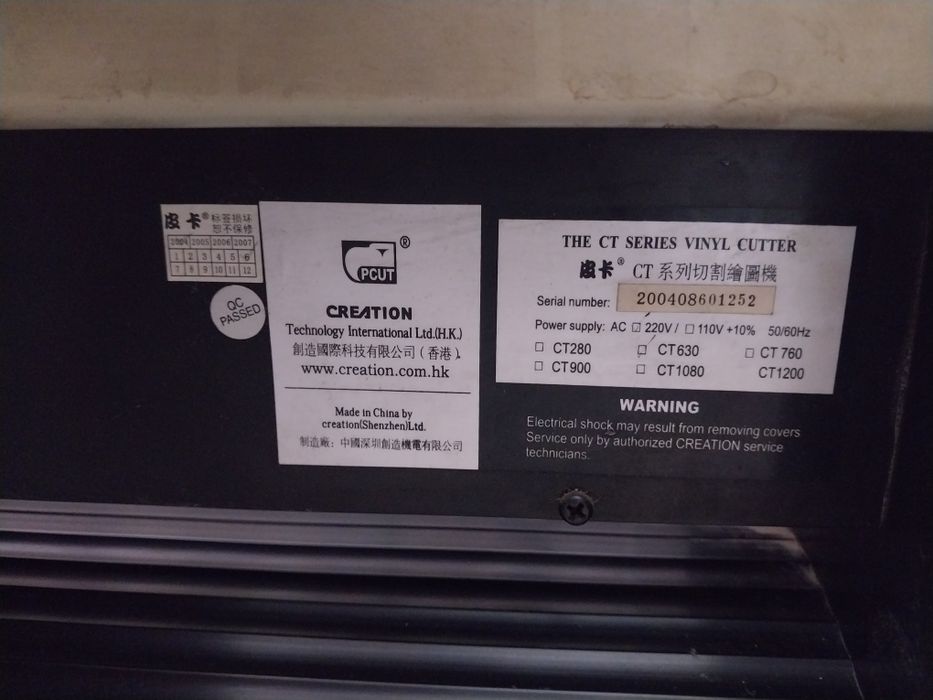 皮卡® 标签损坏
恕不保修
2004 2005 2006 2007
1 2 3 4 5 6
7 8 9 10 11 12
QC
PASSED
®
PCUT
CREATION
Technology International Ltd.(H.K.)
創造國際科技有限公司（香港）
www.creation.com.hk
Made in China by
creation(Shenzhen)Ltd.
制造廠：中國深圳創造機電有限公司
THE CT SERIES VINYL CUTTER
皮卡® CT 系列切割繪圖機
Serial number: 200408601252
Power supply: AC ☑ 220V / ☐ 110V +10% 50/60Hz
☐ CT280 ☑ CT630 ☐ CT 760
☐ CT900 ☐ CT1080 CT1200
WARNING
Electrical shock may result from removing covers
Service only by authorized CREATION service
technicians.